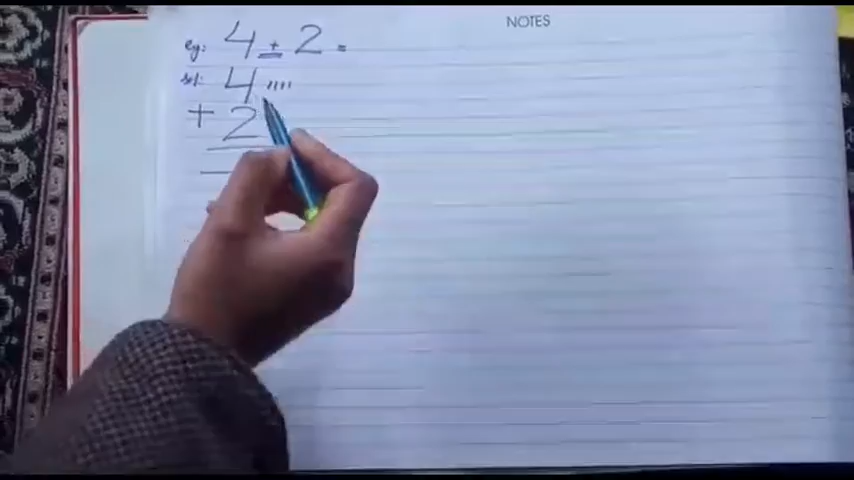 NOTES
eg: 4 + 2 =
sol: 4 ''''
+ 2